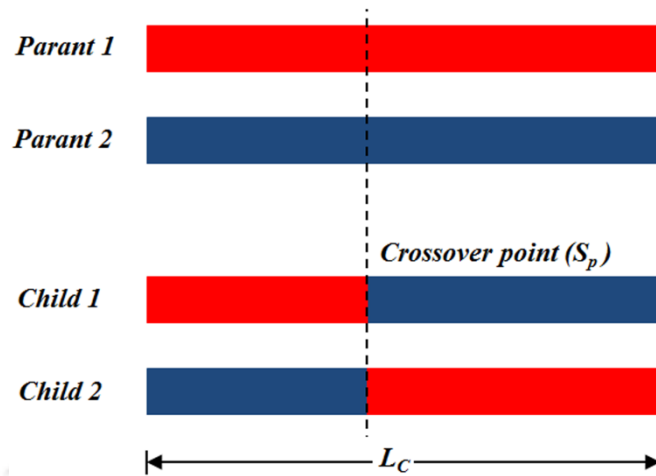 Parant 1
Parant 2
Crossover point (Sp)
Child 1
Child 2
LC